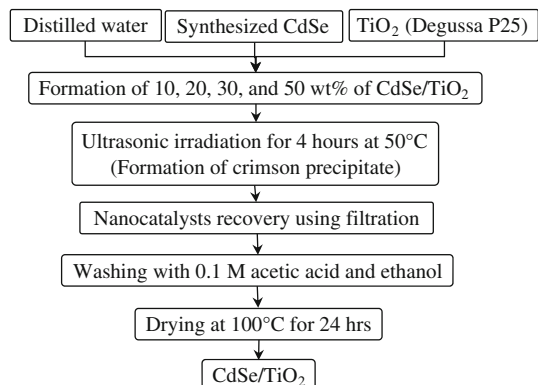 Distilled water
Synthesized CdSe
TiO₂ (Degussa P25)
Formation of 10, 20, 30, and 50 wt% of CdSe/TiO₂
Ultrasonic irradiation for 4 hours at 50°C
(Formation of crimson precipitate)
Nanocatalysts recovery using filtration
Washing with 0.1 M acetic acid and ethanol
Drying at 100°C for 24 hrs
CdSe/TiO₂